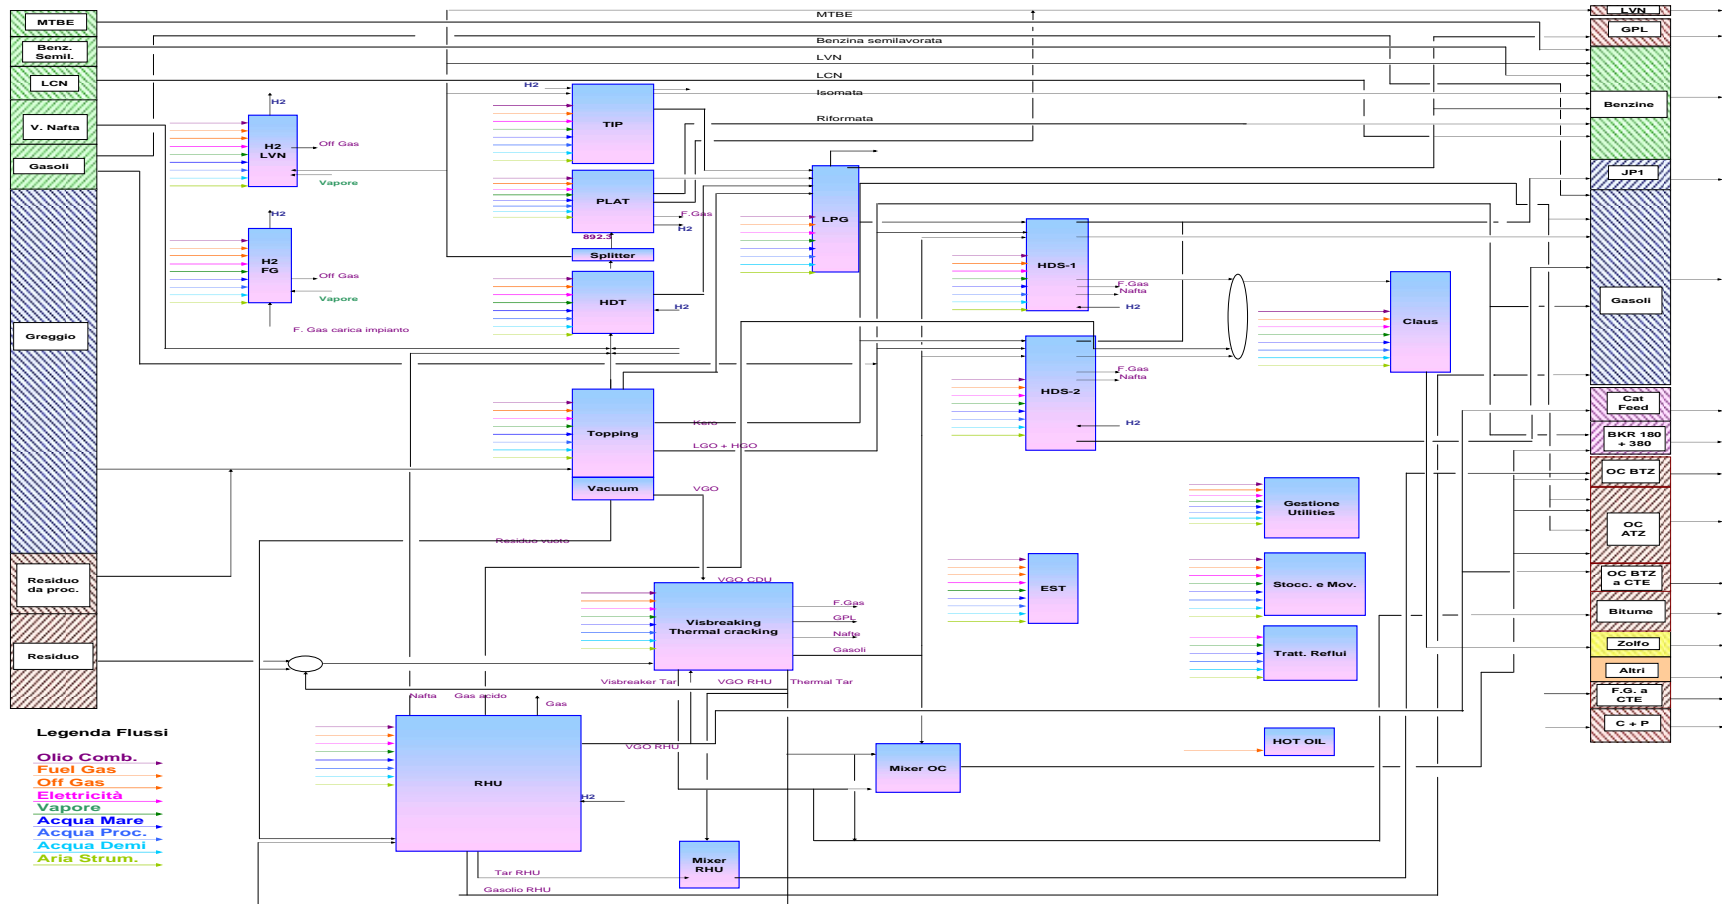 MTBE
Benz.
Semil.
LCN
V. Nafta
Gasoli
Greggio
Residuo
da proc.
Residuo
Legenda Flussi
Olio Comb.
Fuel Gas
Off Gas
Elettricità
Vapore
Acqua Mare
Acqua Proc.
Acqua Demi
Aria Strum.
H2
H2
LVN
Off Gas
Vapore
H2
H2
FG
Off Gas
Vapore
F. Gas carica impianto
H2
TIP
PLAT
F.Gas
H2
892.3
Splitter
HDT
H2
Topping
Kero
LGO + HGO
Vacuum
VGO
Residuo vuoto
VGO CDU
Visbreaking
Thermal cracking
F.Gas
GPL
Nafte
Gasoli
Visbreaker Tar
VGO RHU
Thermal Tar
Nafta
Gas acido
Gas
RHU
VGO RHU
H2
Tar RHU
Gasolio RHU
Mixer
RHU
Mixer OC
MTBE
Benzina semilavorata
LVN
LCN
Isomata
Riformata
LPG
HDS-1
F.Gas
Nafta
H2
HDS-2
F.Gas
Nafta
H2
Claus
EST
Gestione
Utilities
Stocc. e Mov.
Tratt. Reflui
HOT OIL
LVN
GPL
Benzine
JP1
Gasoli
Cat
Feed
BKR 180
+ 380
OC BTZ
OC
ATZ
OC BTZ
a CTE
Bitume
Zolfo
Altri
F.G. a
CTE
C + P